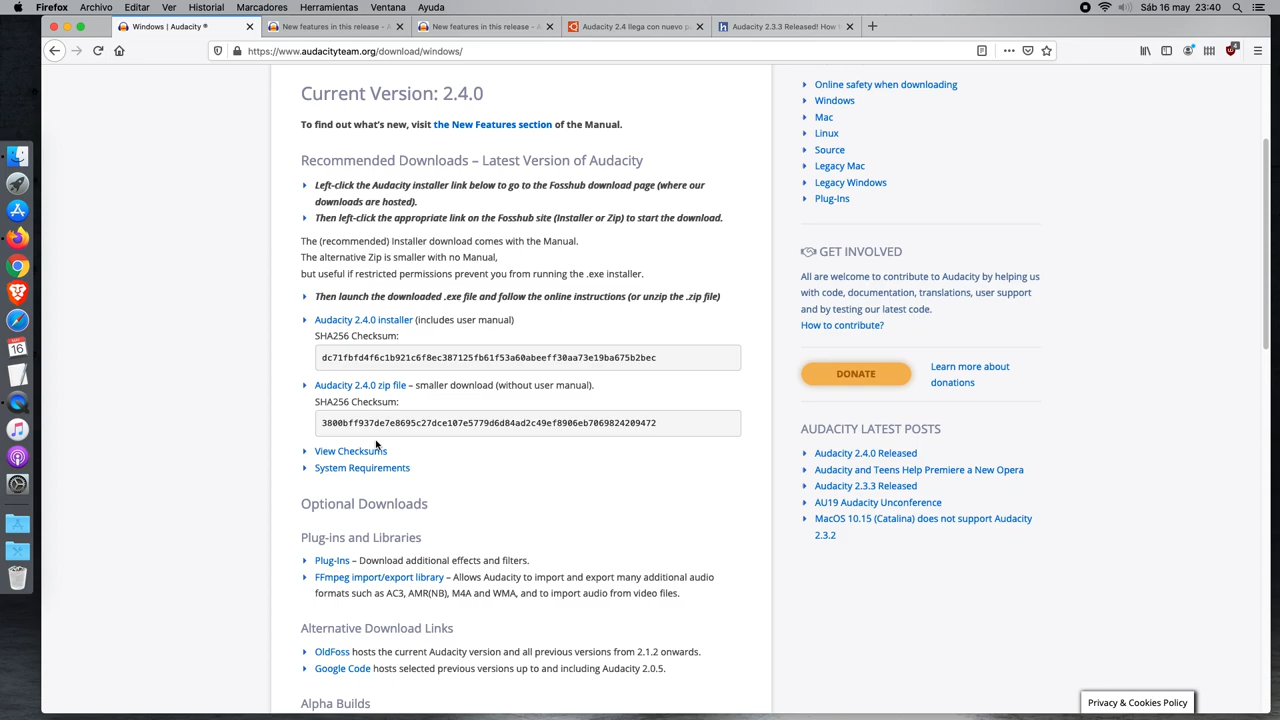 Firefox Archivo Editar Ver Historial Marcadores Herramientas Ventana Ayuda Sáb 16 may 23:40
Windows | Audacity ® New features in this release - A New features in this release - A Audacity 2.4 llega con nuevo p Audacity 2.3.3 Released! How t
https://www.audacityteam.org/download/windows/
Current Version: 2.4.0
To find out what's new, visit the New Features section of the Manual.
Recommended Downloads – Latest Version of Audacity
Left-click the Audacity installer link below to go to the Fosshub download page (where our
downloads are hosted).
Then left-click the appropriate link on the Fosshub site (Installer or Zip) to start the download.
The (recommended) Installer download comes with the Manual.
The alternative Zip is smaller with no Manual,
but useful if restricted permissions prevent you from running the .exe installer.
Then launch the downloaded .exe file and follow the online instructions (or unzip the .zip file)
Audacity 2.4.0 installer (includes user manual)
SHA256 Checksum:
dc71fbfd4f6c1b921c6f8ec387125fb61f53a60abeeff30aa73e19ba675b2bec
Audacity 2.4.0 zip file – smaller download (without user manual).
SHA256 Checksum:
3800bff937de7e8695c27dce107e5779d6d84ad2c49ef8906eb7069824209472
View Checksums
System Requirements
Optional Downloads
Plug-ins and Libraries
Plug-Ins – Download additional effects and filters.
FFmpeg import/export library – Allows Audacity to import and export many additional audio
formats such as AC3, AMR(NB), M4A and WMA, and to import audio from video files.
Alternative Download Links
OldFoss hosts the current Audacity version and all previous versions from 2.1.2 onwards.
Google Code hosts selected previous versions up to and including Audacity 2.0.5.
Alpha Builds
Online safety when downloading
Windows
Mac
Linux
Source
Legacy Mac
Legacy Windows
Plug-Ins
GET INVOLVED
All are welcome to contribute to Audacity by helping us
with code, documentation, translations, user support
and by testing our latest code.
How to contribute?
DONATE
Learn more about
donations
AUDACITY LATEST POSTS
Audacity 2.4.0 Released
Audacity and Teens Help Premiere a New Opera
Audacity 2.3.3 Released
AU19 Audacity Unconference
MacOS 10.15 (Catalina) does not support Audacity
2.3.2
Privacy & Cookies Policy